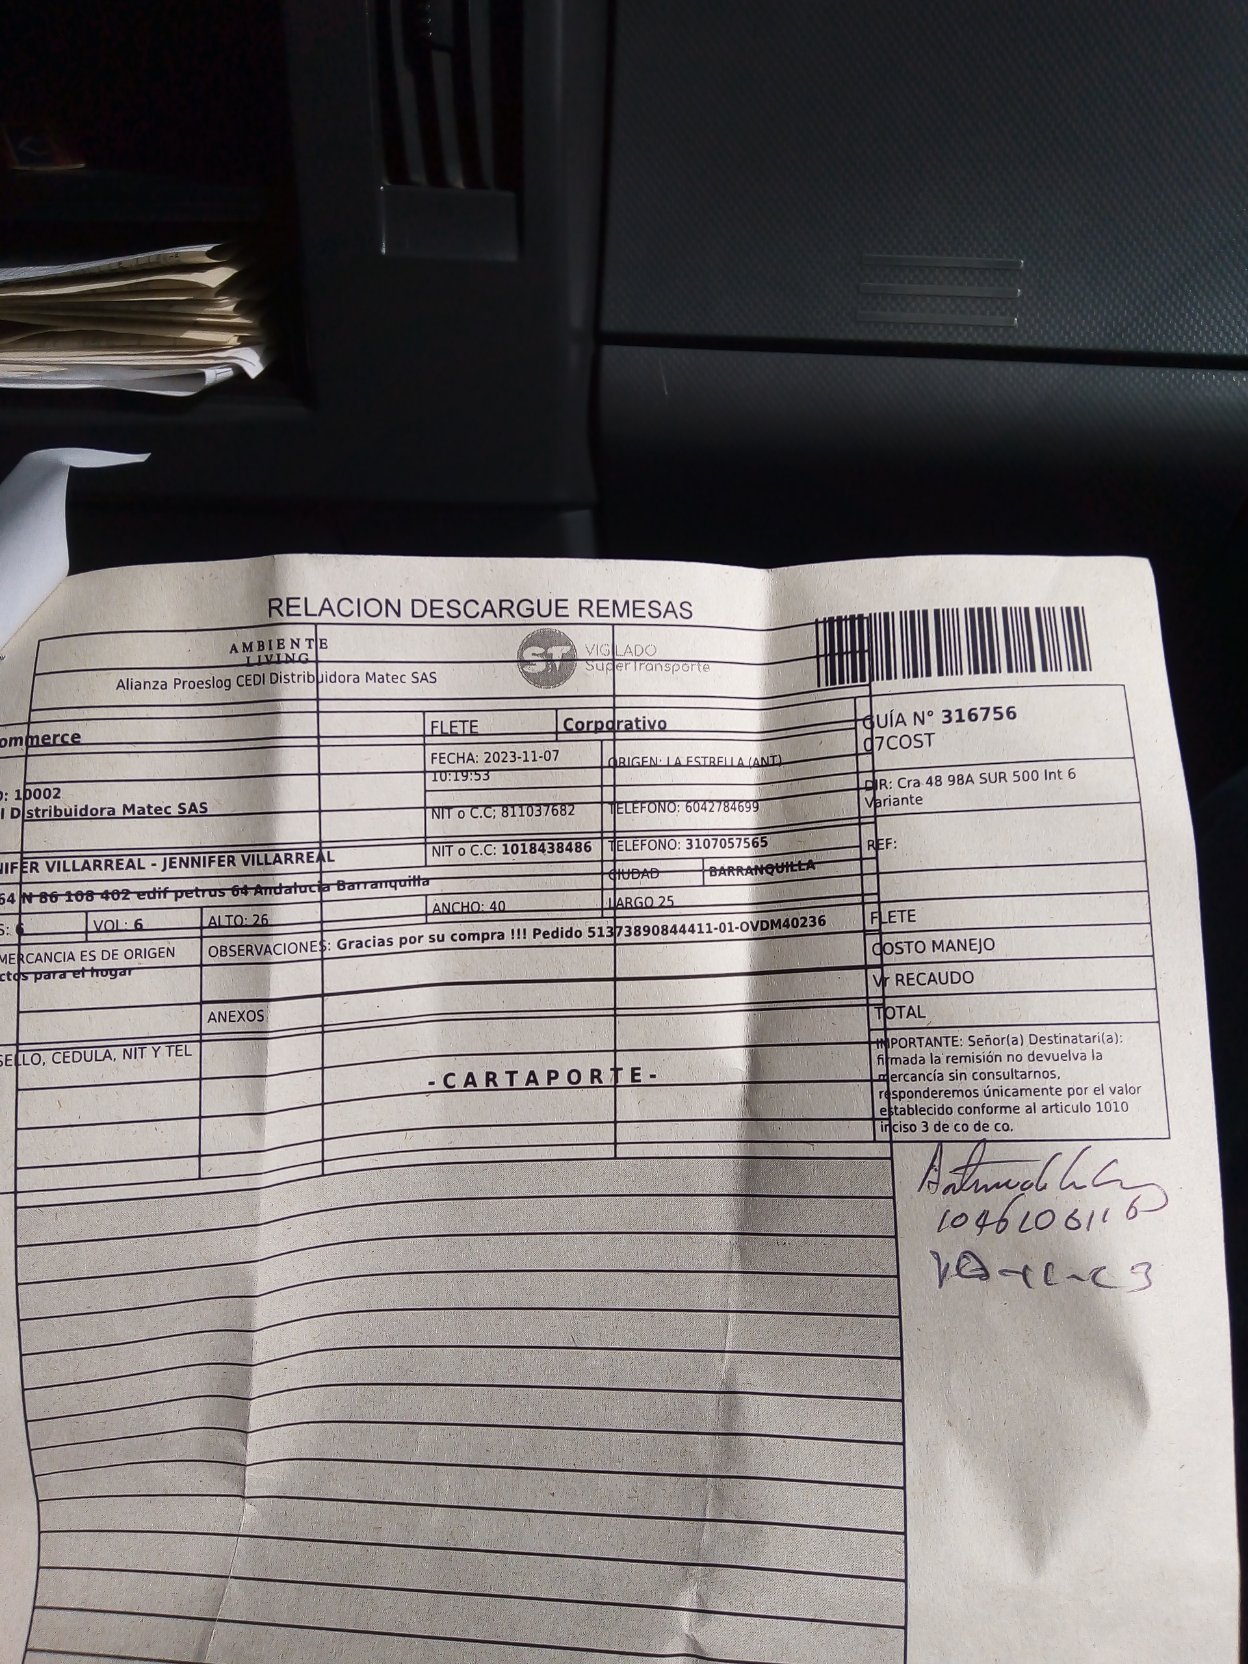 RELACION DESCARGUE REMESAS
AMBIENTE
LIVING
ST
VIGILADO
SuperTransporte
Alianza Proeslog CEDI Distribuidora Matec SAS
ommerce
FLETE
Corporativo
GUÍA N° 316756
07COST
FECHA: 2023-11-07
10:19:53
ORIGEN: LA ESTRELLA (ANT)
DIR: Cra 48 98A SUR 500 Int 6
Variante
: 10002
I Distribuidora Matec SAS
NIT o C.C; 811037682
TELEFONO: 6042784699
NIFER VILLARREAL - JENNIFER VILLARREAL
NIT o C.C: 1018438486
TELEFONO: 3107057565
REF:
64 N 86 108 402 edif petrus 64 Andalucia Barranquilla
CIUDAD
BARRANQUILLA
S: 6
VOL: 6
ALTO: 26
ANCHO: 40
LARGO 25
FLETE
MERCANCIA ES DE ORIGEN
ctos para el hogar
OBSERVACIONES: Gracias por su compra !!! Pedido 51373890844411-01-OVDM40236
COSTO MANEJO
Vr RECAUDO
ANEXOS
TOTAL
SELLO, CEDULA, NIT Y TEL
-CARTAPORTE-
IMPORTANTE: Señor(a) Destinatari(a):
firmada la remisión no devuelva la
mercancía sin consultarnos,
responderemos únicamente por el valor
establecido conforme al articulo 1010
inciso 3 de co de co.